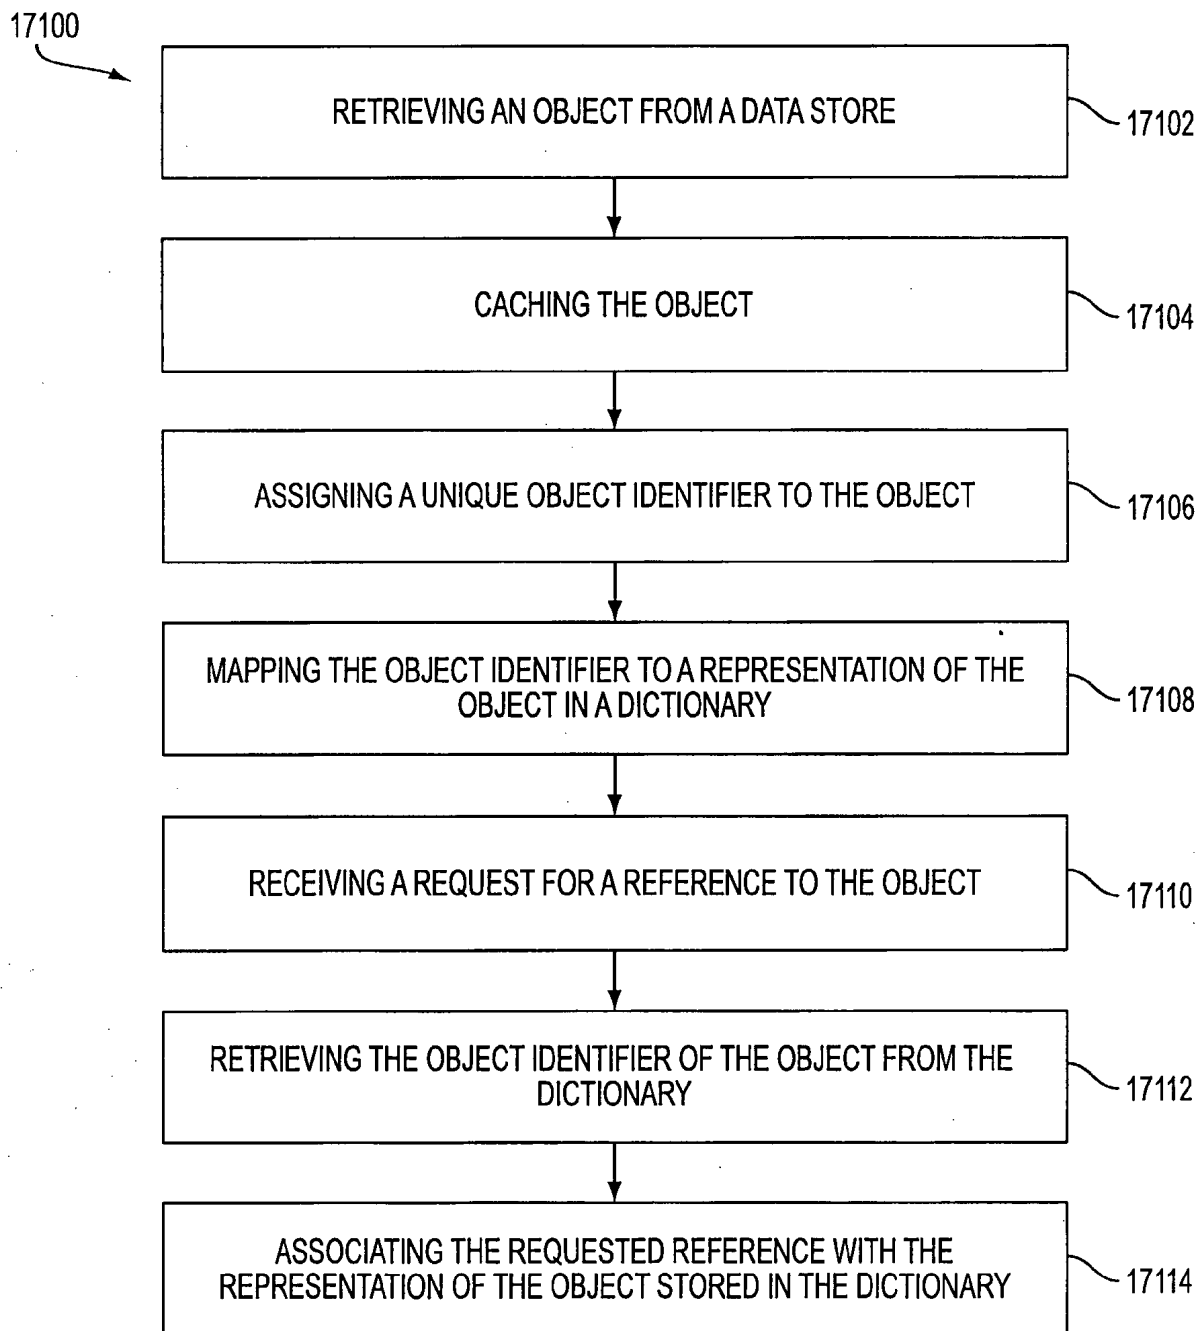 17100
RETRIEVING AN OBJECT FROM A DATA STORE
17102
CACHING THE OBJECT
17104
ASSIGNING A UNIQUE OBJECT IDENTIFIER TO THE OBJECT
17106
MAPPING THE OBJECT IDENTIFIER TO A REPRESENTATION OF THE
OBJECT IN A DICTIONARY
17108
RECEIVING A REQUEST FOR A REFERENCE TO THE OBJECT
17110
RETRIEVING THE OBJECT IDENTIFIER OF THE OBJECT FROM THE
DICTIONARY
17112
ASSOCIATING THE REQUESTED REFERENCE WITH THE
REPRESENTATION OF THE OBJECT STORED IN THE DICTIONARY
17114